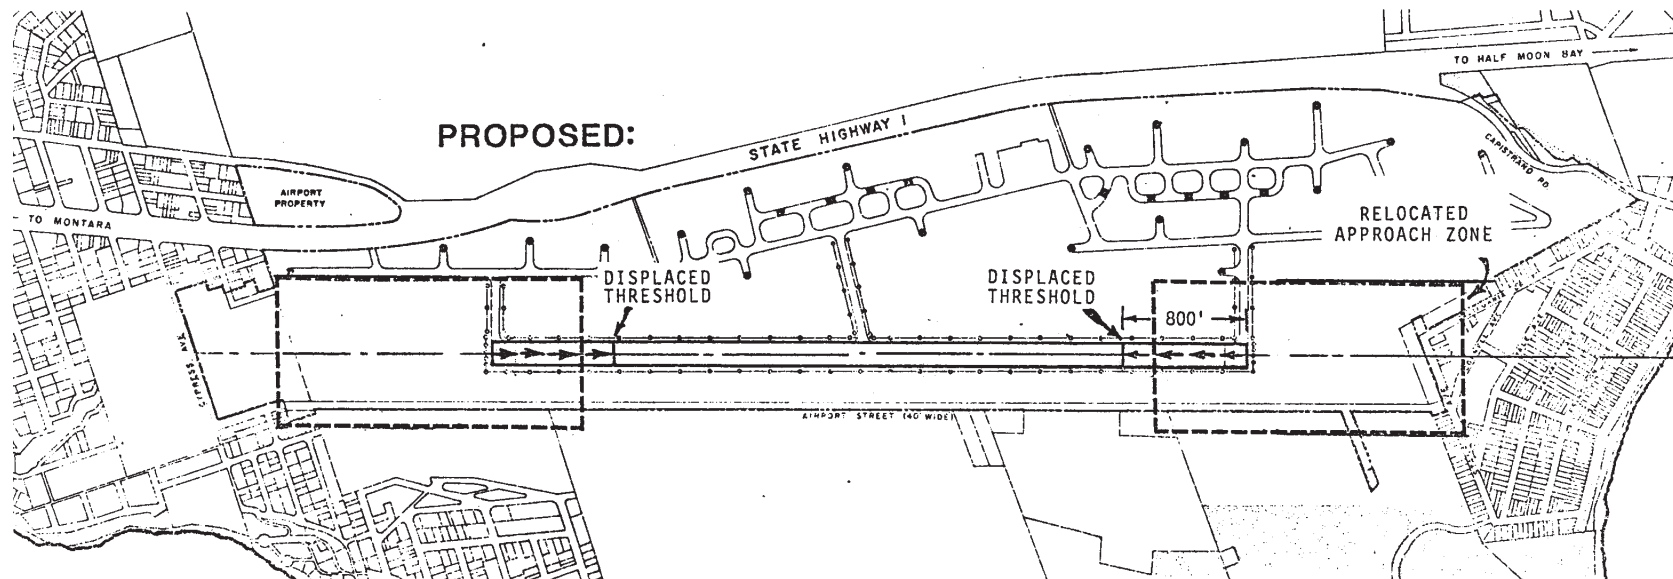 TO HALF MOON BAY
PROPOSED:
STATE HIGHWAY 1
CAPISTRANO RD.
AIRPORT
PROPERTY
TO MONTARA
RELOCATED
APPROACH ZONE
DISPLACED
THRESHOLD
DISPLACED
THRESHOLD
800'
CYPRESS AVE.
AIRPORT STREET (40' WIDE)